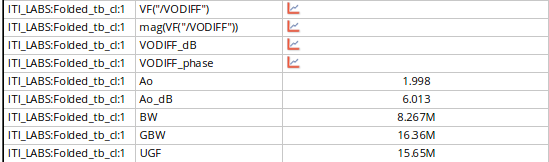 ITI_LABS:Folded_tb_cl:1 VF("/VODIFF")
ITI_LABS:Folded_tb_cl:1 mag(VF("/VODIFF"))
ITI_LABS:Folded_tb_cl:1 VODIFF_dB
ITI_LABS:Folded_tb_cl:1 VODIFF_phase
ITI_LABS:Folded_tb_cl:1 Ao 1.998
ITI_LABS:Folded_tb_cl:1 Ao_dB 6.013
ITI_LABS:Folded_tb_cl:1 BW 8.267M
ITI_LABS:Folded_tb_cl:1 GBW 16.36M
ITI_LABS:Folded_tb_cl:1 UGF 15.65M